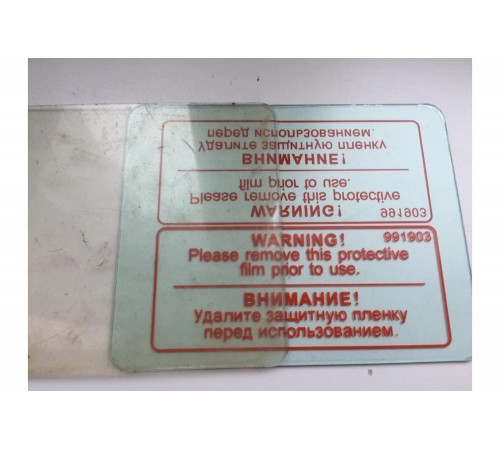 перед использованием.
Удалите защитную пленку
ВНИМАНИЕ!
film prior to use.
Please remove this protective
WARNING! 991903
WARNING! 991903
Please remove this protective
film prior to use.
ВНИМАНИЕ!
Удалите защитную пленку
перед использованием.